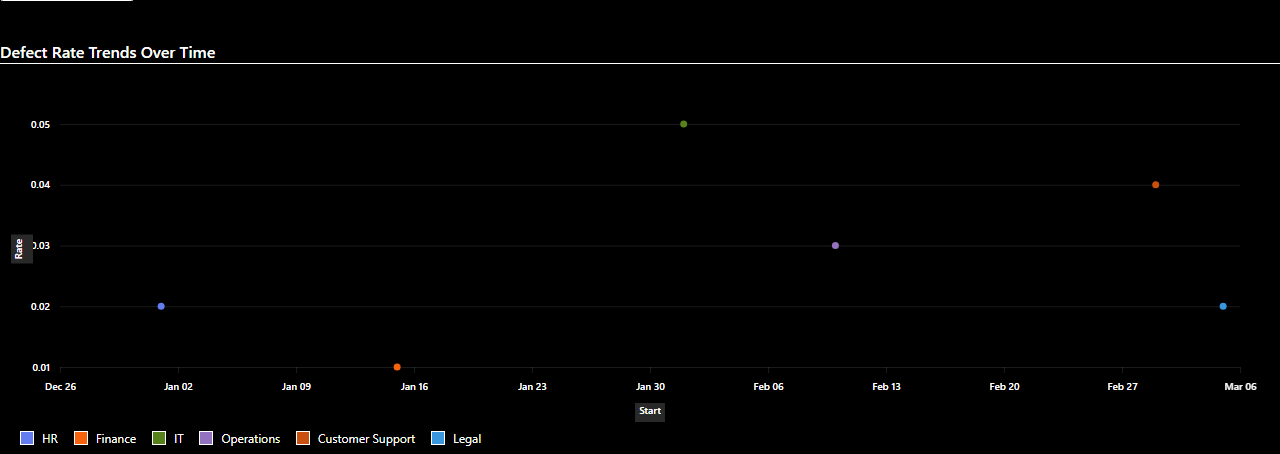 Defect Rate Trends Over Time
0.05
0.04
0.03
Rate
0.02
0.01
Dec 26 Jan 02 Jan 09 Jan 16 Jan 23 Jan 30 Feb 06 Feb 13 Feb 20 Feb 27 Mar 06
Start
HR Finance IT Operations Customer Support Legal